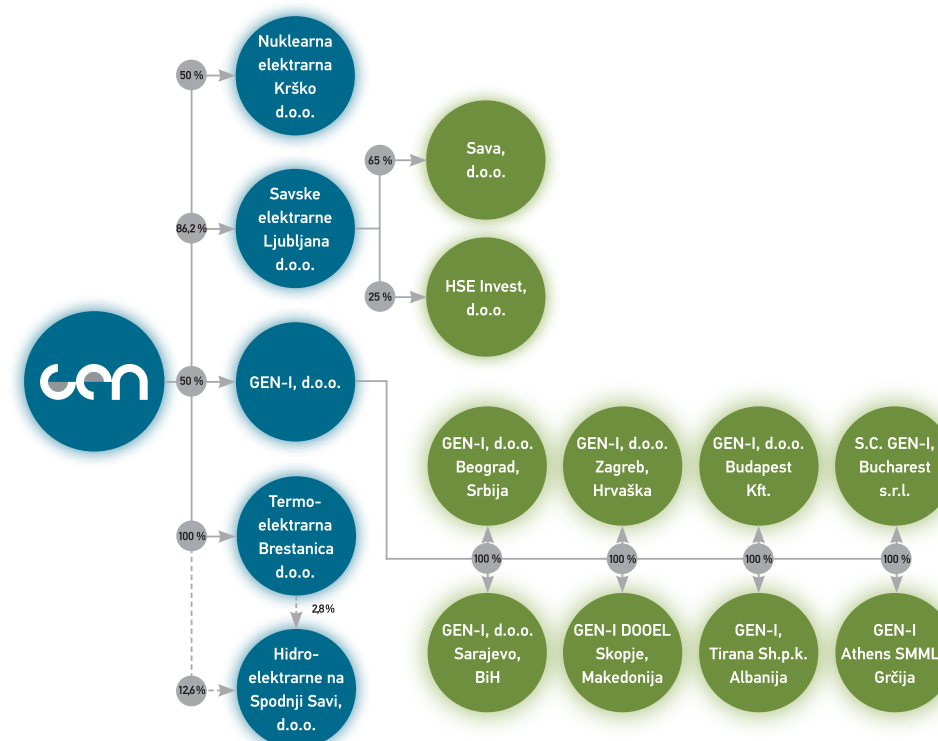 Nuklearna
elektrarna
Krško
d.o.o.
50 %
Sava,
d.o.o.
65 %
Savske
elektrarne
Ljubljana
d.o.o.
86,2 %
HSE Invest,
d.o.o.
25 %
gen
50 %
GEN-I, d.o.o.
GEN-I, d.o.o.
Beograd,
Srbija
GEN-I, d.o.o.
Zagreb,
Hrvaška
GEN-I, d.o.o.
Budapest
Kft.
S.C. GEN-I,
Bucharest
s.r.l.
Termo-
elektrarna
Brestanica
d.o.o.
100 %
100 %
100 %
100 %
100 %
2,8%
GEN-I, d.o.o.
Sarajevo,
BiH
GEN-I DOOEL
Skopje,
Makedonija
GEN-I,
Tirana Sh.p.k.
Albanija
GEN-I
Athens SMML
Grčija
Hidro-
elektrarne na
Spodnji Savi,
d.o.o.
12,6%